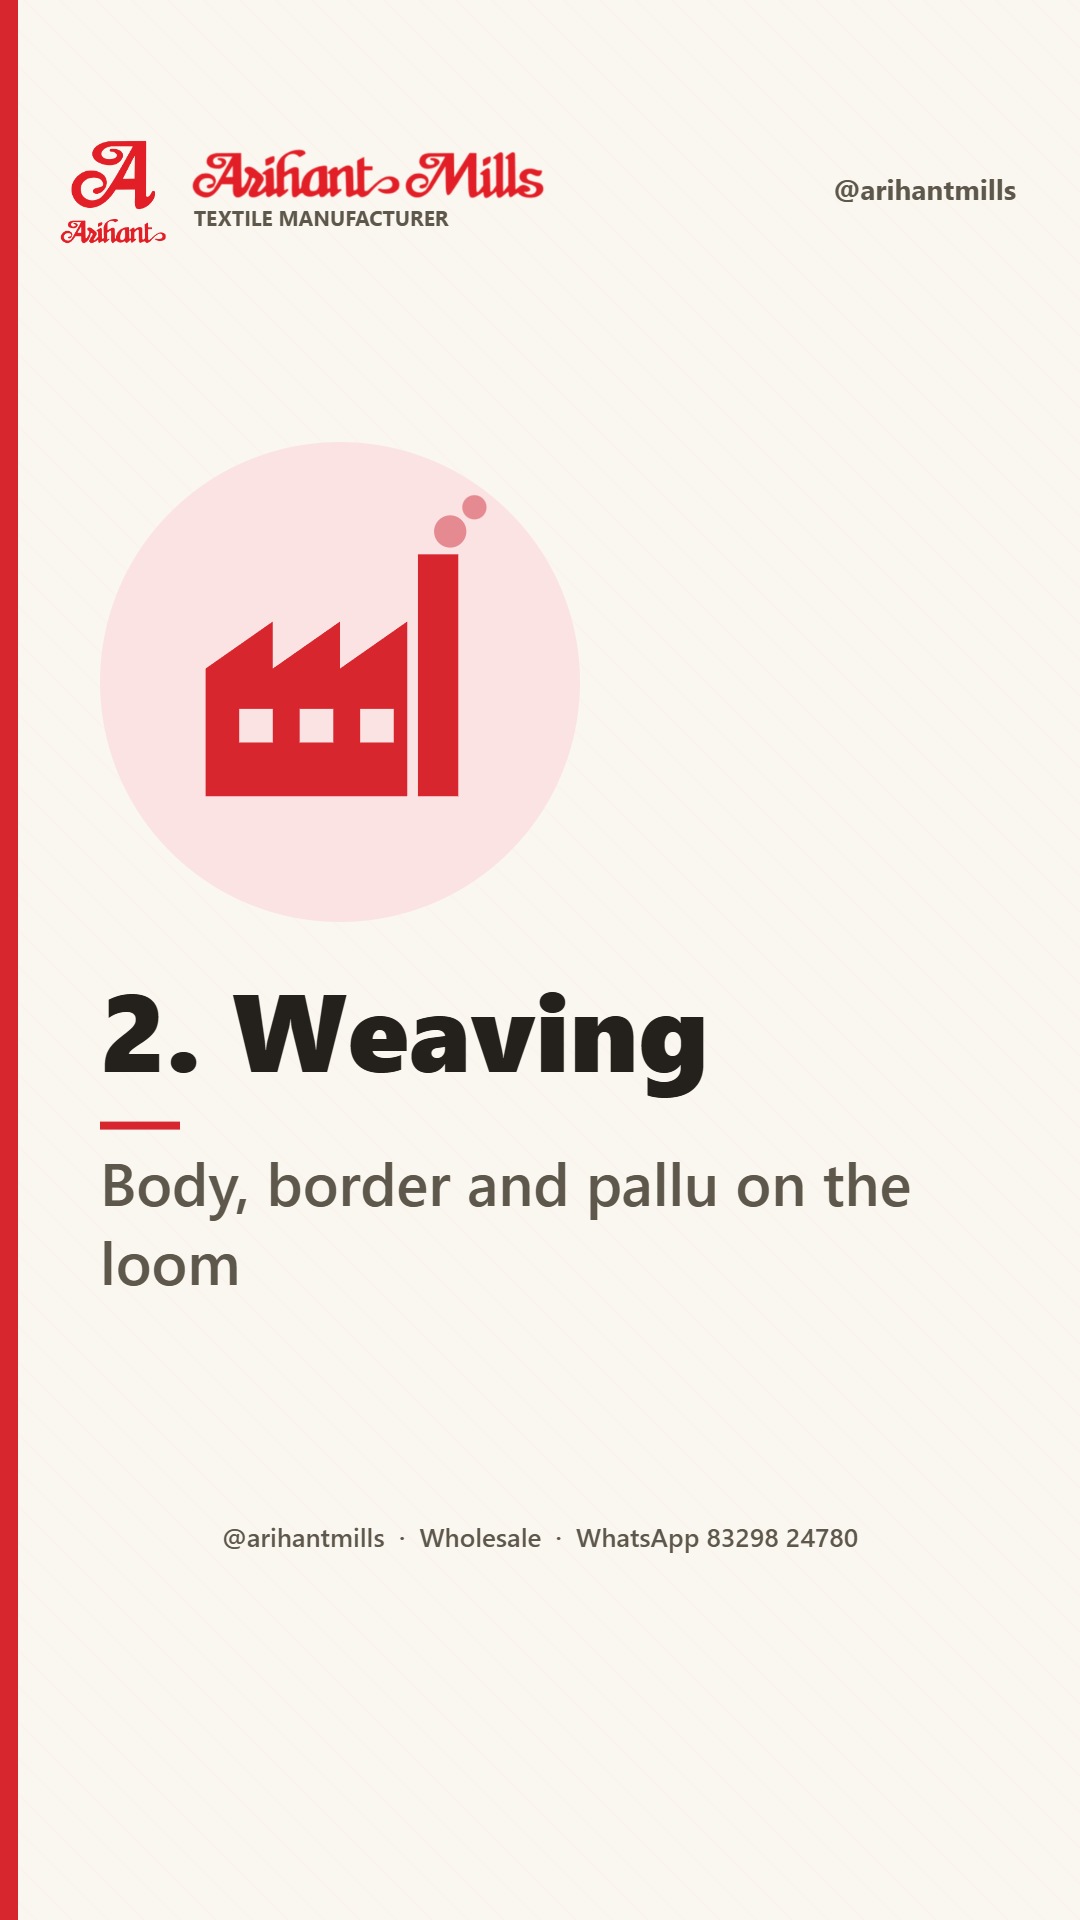 A
Arihant
Arihant Mills
TEXTILE MANUFACTURER
@arihantmills
2. Weaving
Body, border and pallu on the
loom
@arihantmills · Wholesale · WhatsApp 83298 24780